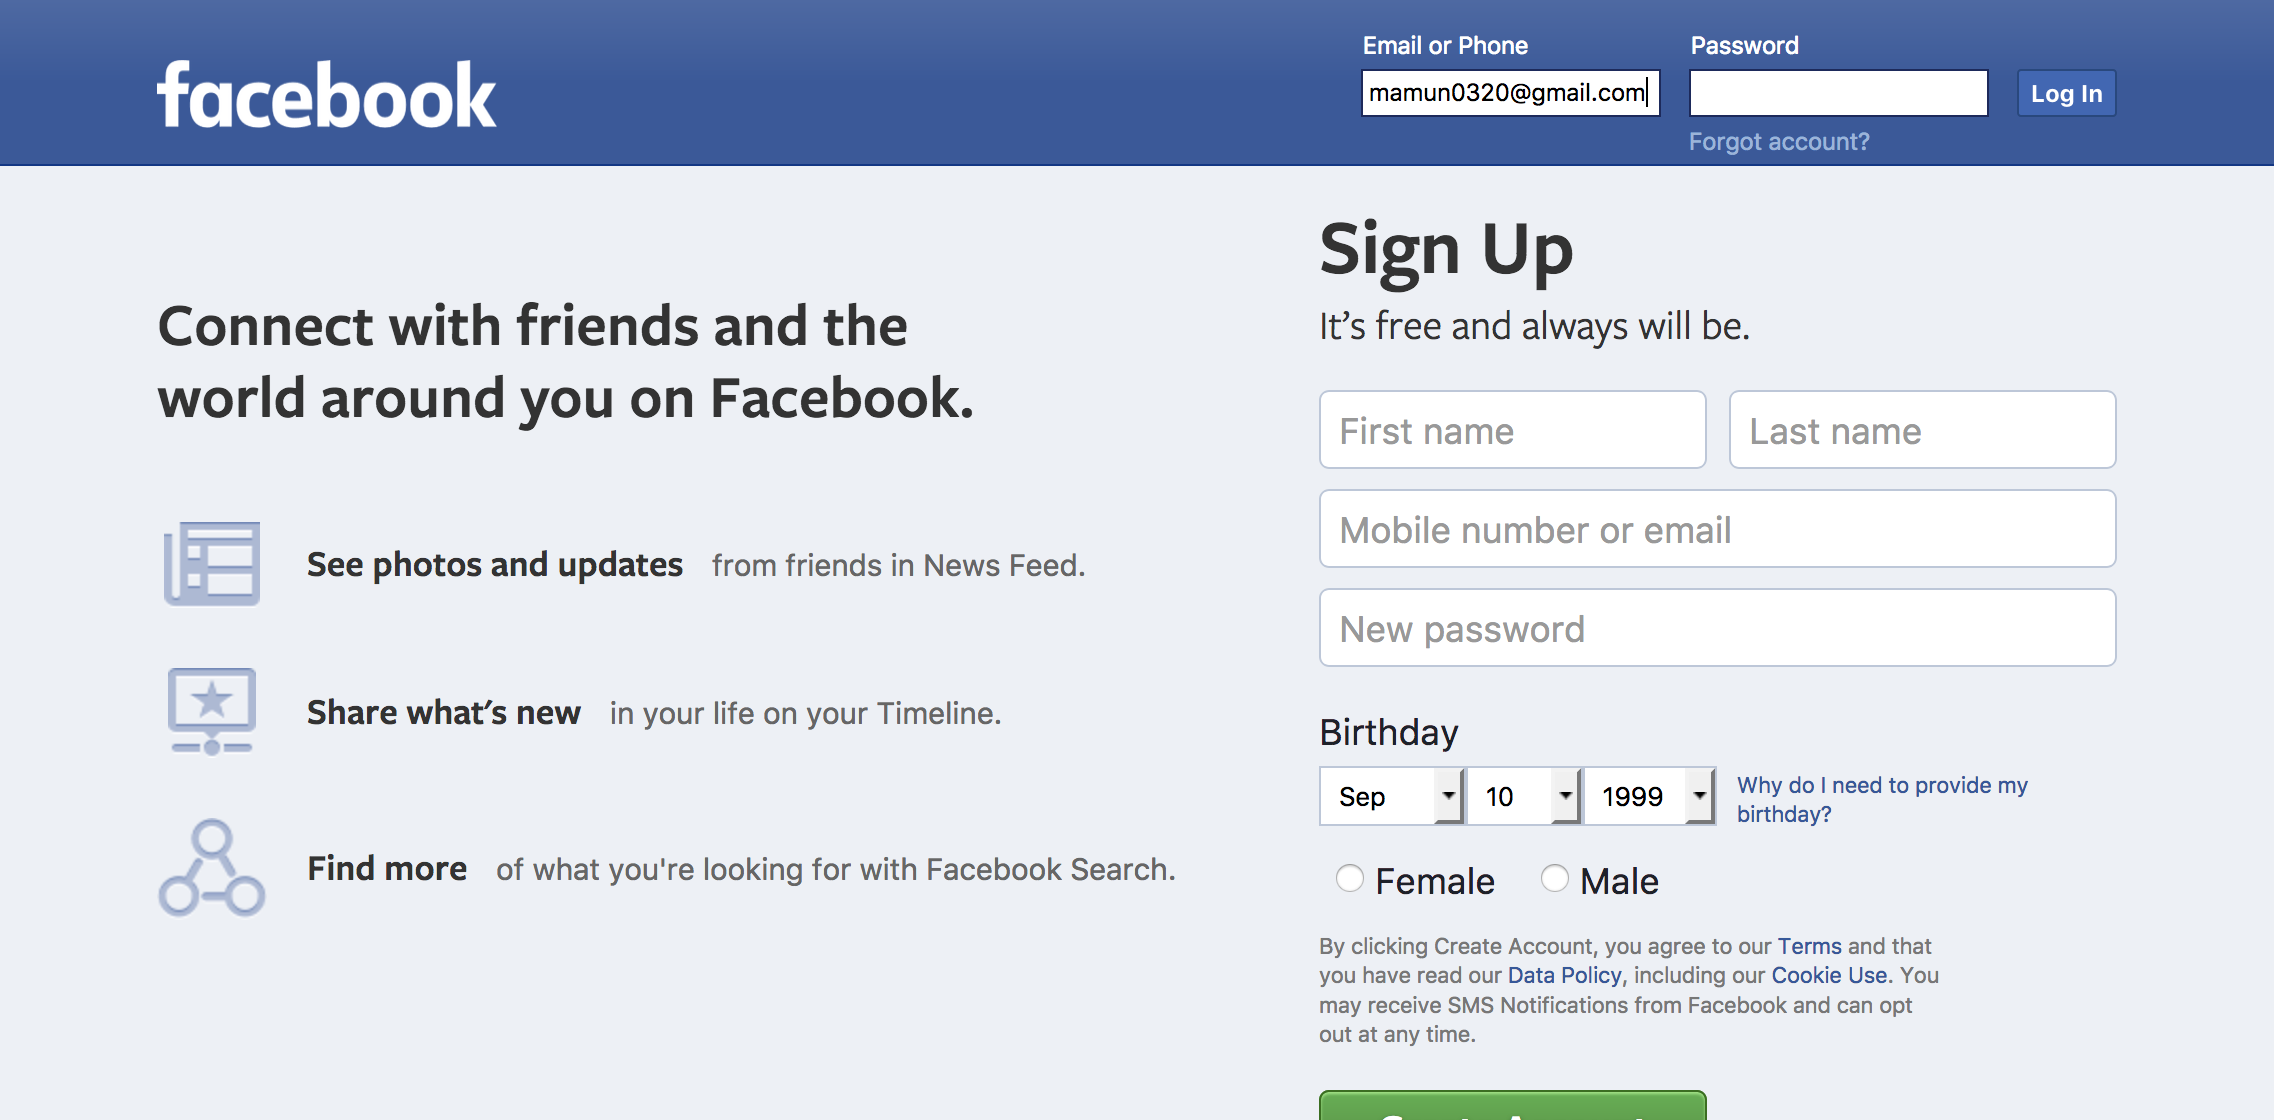 facebook
Email or Phone
Password
mamun0320@gmail.com
Log In
Forgot account?
Connect with friends and the
world around you on Facebook.
See photos and updates from friends in News Feed.
Share what's new in your life on your Timeline.
Find more of what you're looking for with Facebook Search.
Sign Up
It's free and always will be.
First name
Last name
Mobile number or email
New password
Birthday
Sep 10 1999
Why do I need to provide my
birthday?
Female Male
By clicking Create Account, you agree to our Terms and that
you have read our Data Policy, including our Cookie Use. You
may receive SMS Notifications from Facebook and can opt
out at any time.